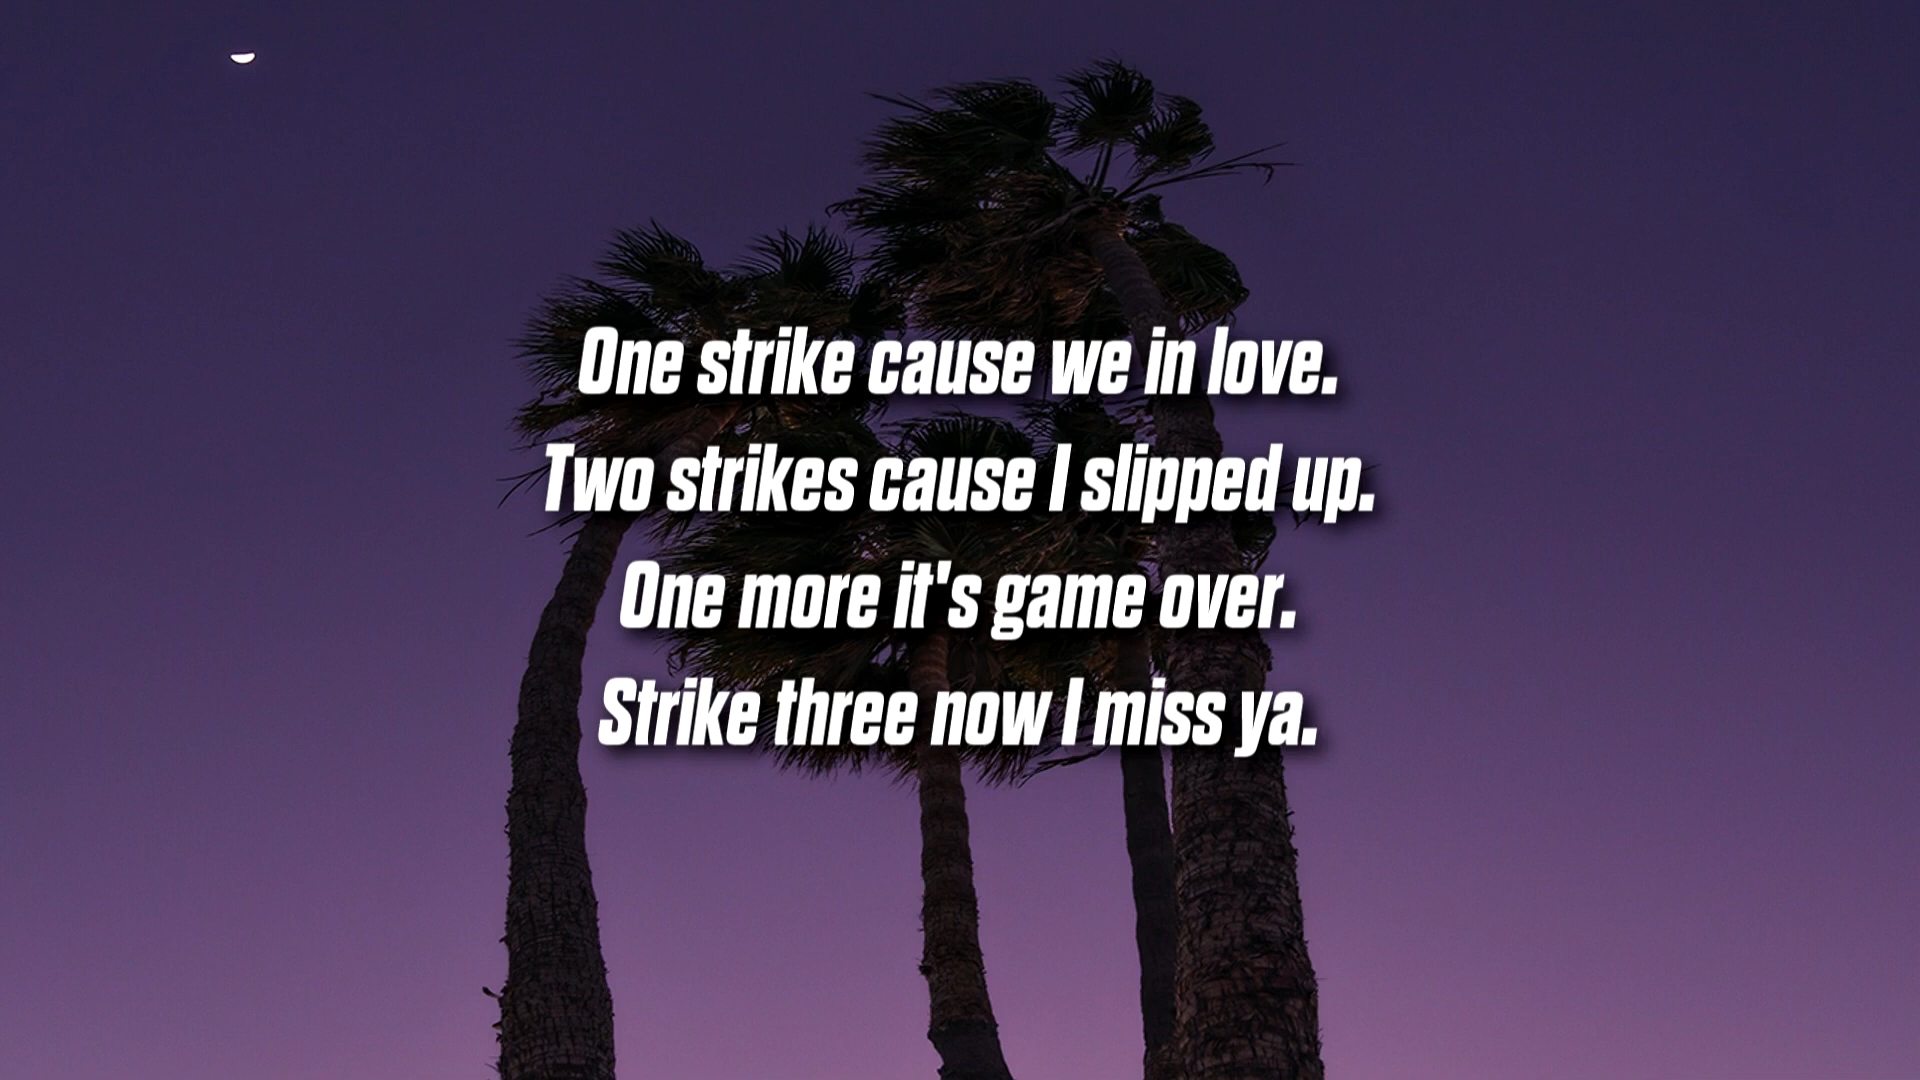 One strike cause we in love.
Two strikes cause I slipped up.
One more it's game over.
Strike three now I miss ya.